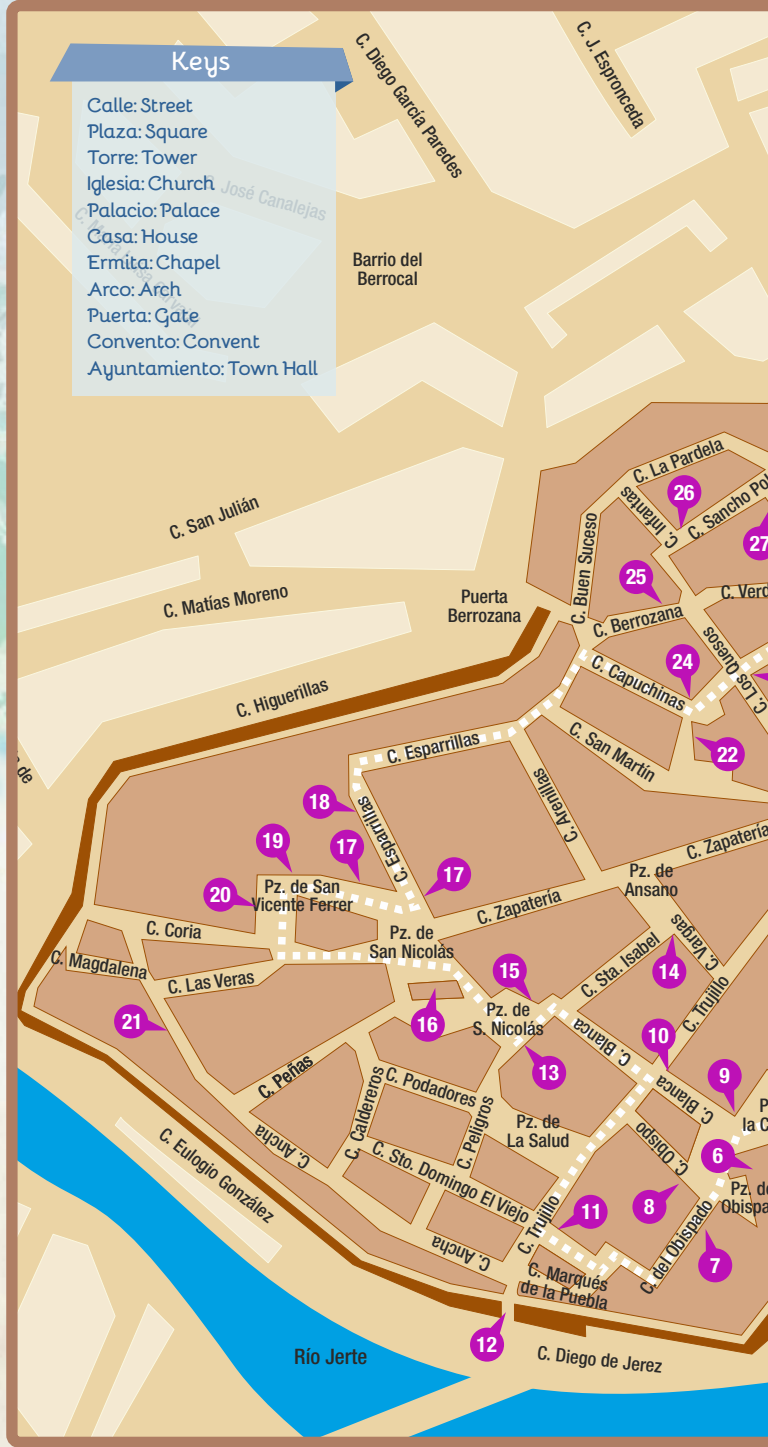 Keys
Calle: Street
Plaza: Square
Torre: Tower
Iglesia: Church
Palacio: Palace
Casa: House
Ermita: Chapel
Arco: Arch
Puerta: Gate
Convento: Convent
Ayuntamiento: Town Hall
C. Diego García Paredes
C. J. Espronceda
C. José Canalejas
Barrio del
Berrocal
C. San Julián
C. Matías Moreno
C. Higuerillas
Puerta
Berrozana
C. La Pardela
26
C. Infantas
C. Sancho Pol
27
C. Buen Suceso
25
C. Berrozana
C. Verd
C. Los Quesos
24
C. Capuchinas
22
C. San Martín
C. Esparrillas
de
18
C. Esparrillas
C. Arenillas
19
17
17
20
Pz. de San
Vicente Ferrer
C. Zapatería
C. Zapatería
Pz. de
Ansano
C. Coria
Pz. de
San Nicolás
C. Vargas
C. Magdalena
C. Las Veras
15
C. Sta. Isabel
14
21
16
Pz. de
S. Nicolás
C. Trujillo
C. Blanca
10
13
C. Peñas
C. Podadores
C. Caldereros
C. Peligros
C. Blanca
9
P
la C
Pz. de
La Salud
C. Ancha
C. Eulogio González
C. Sto. Domingo El Viejo
C. Obispo
6
Pz. de
Obispa
8
11
C. Trujillo
C. del Obispado
7
C. Ancha
C. Marqués
de la Puebla
12
Río Jerte
C. Diego de Jerez